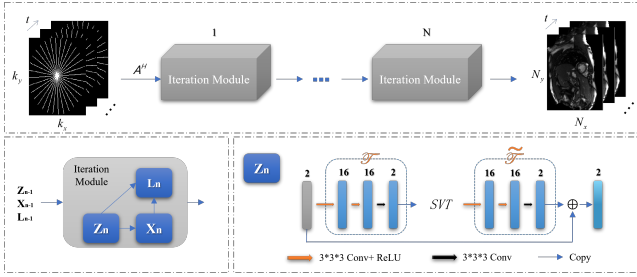 t
k_y
k_x
A^H
1
Iteration Module
N
Iteration Module
t
N_y
N_x
Iteration
Module
Z_{n-1}
X_{n-1}
L_{n-1}
L_n
Z_n
X_n
Z_n
𝓕
2
16
16
2
SVT
𝓕̃
16
16
2
2
3*3*3 Conv+ ReLU
3*3*3 Conv
Copy